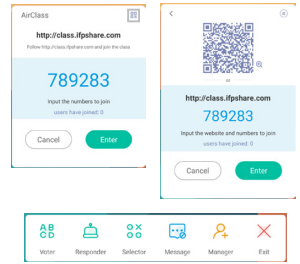 AirClass
http://class.ifpshare.com
Follow http://class.ifpshare.com and join the class
789283
Input the numbers to join
users have joined: 0
Cancel
Enter
or
http://class.ifpshare.com
789283
Input the website and numbers to join
users have joined: 0
Cancel
Enter
AB
CD
Voter
Responder
Selector
Message
Manager
Exit